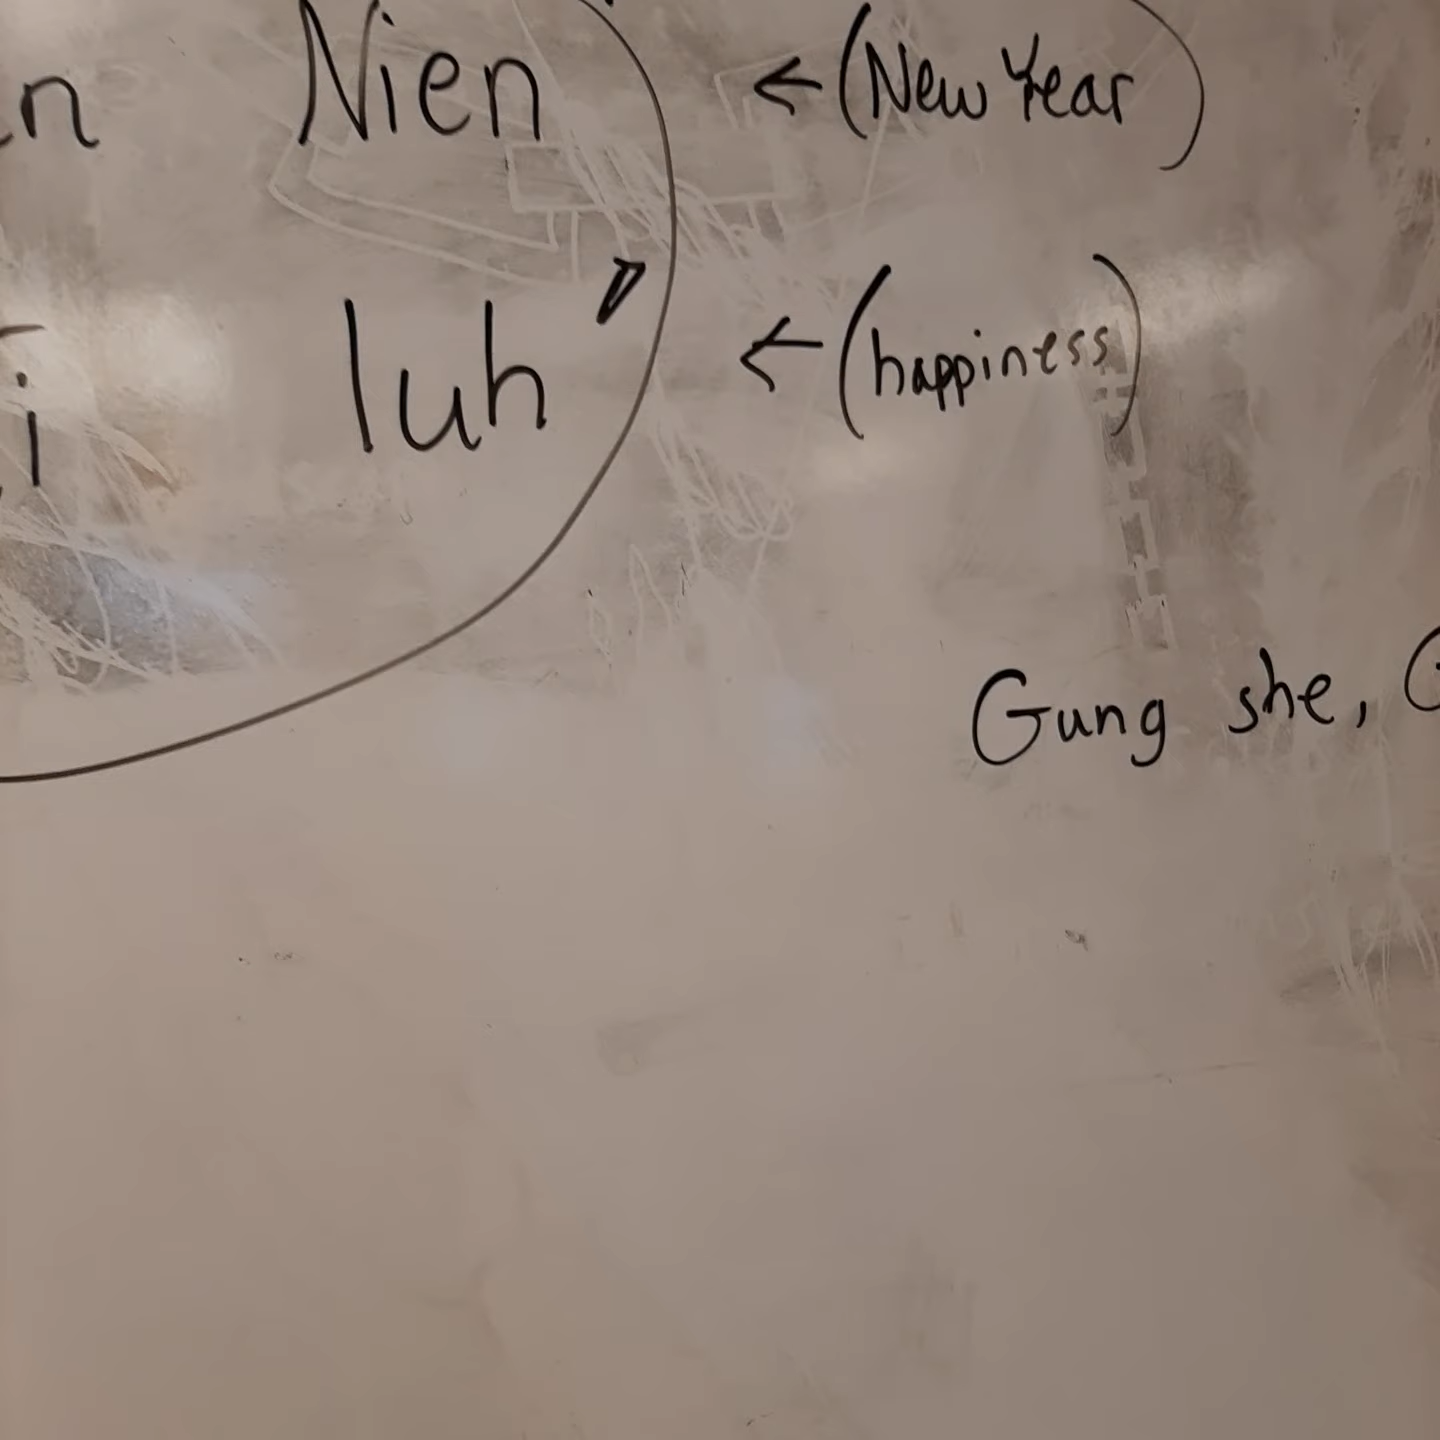 n Nien ← (New Year)
i luh ← (happiness)
Gung she,